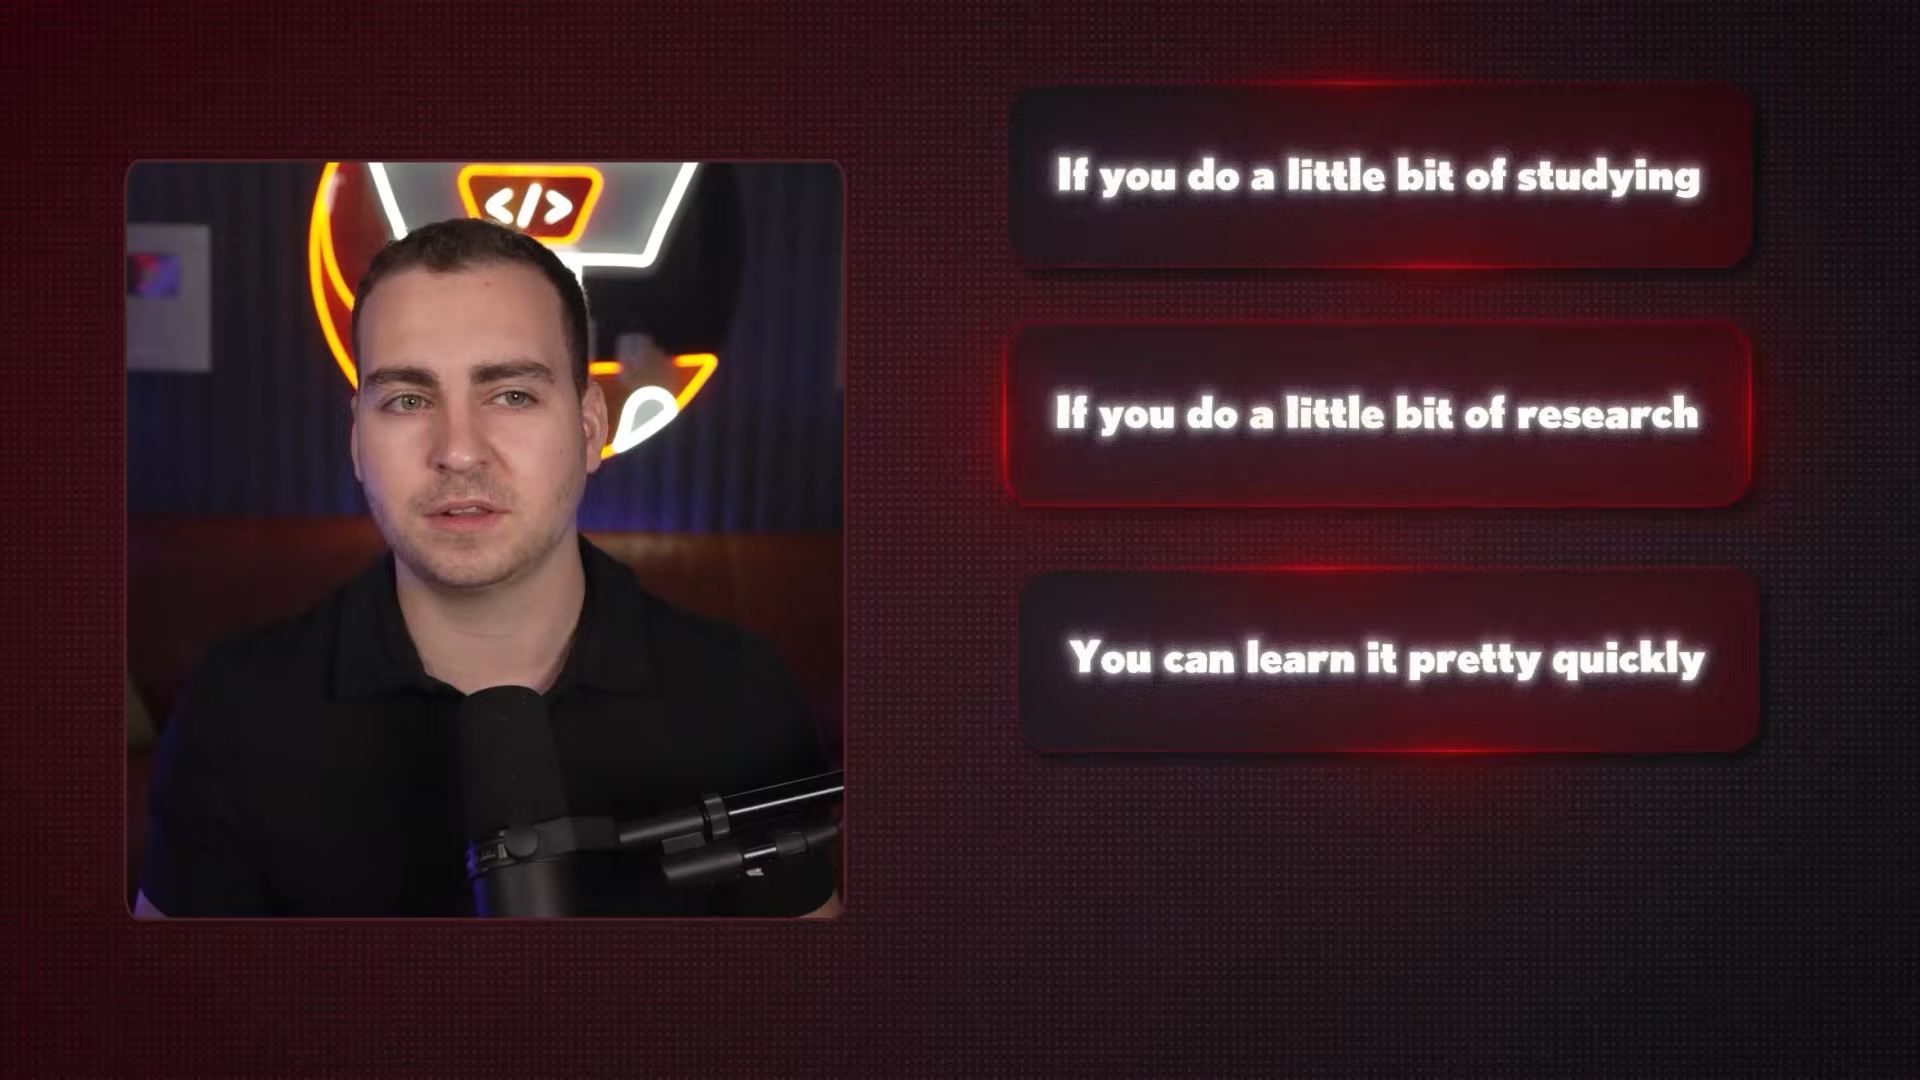 </>
If you do a little bit of studying
If you do a little bit of research
You can learn it pretty quickly